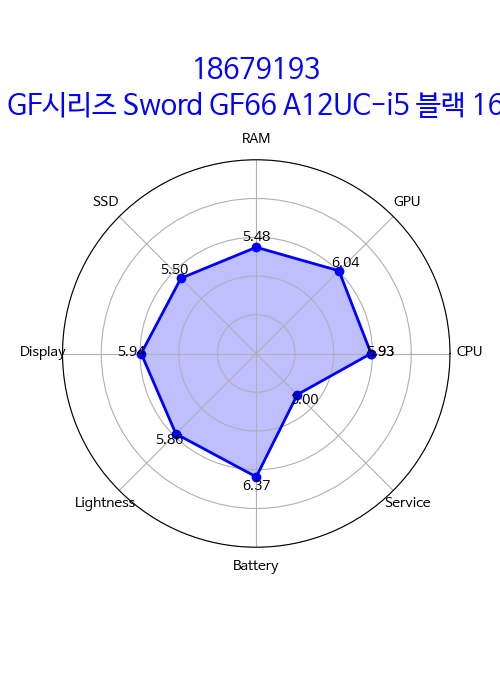 18679193
GF시리즈 Sword GF66 A12UC-i5 블랙 16
RAM
SSD
GPU
5.48
5.50
6.04
Display
5.94
5.93
CPU
3.00
5.86
6.37
Lightness
Service
Battery